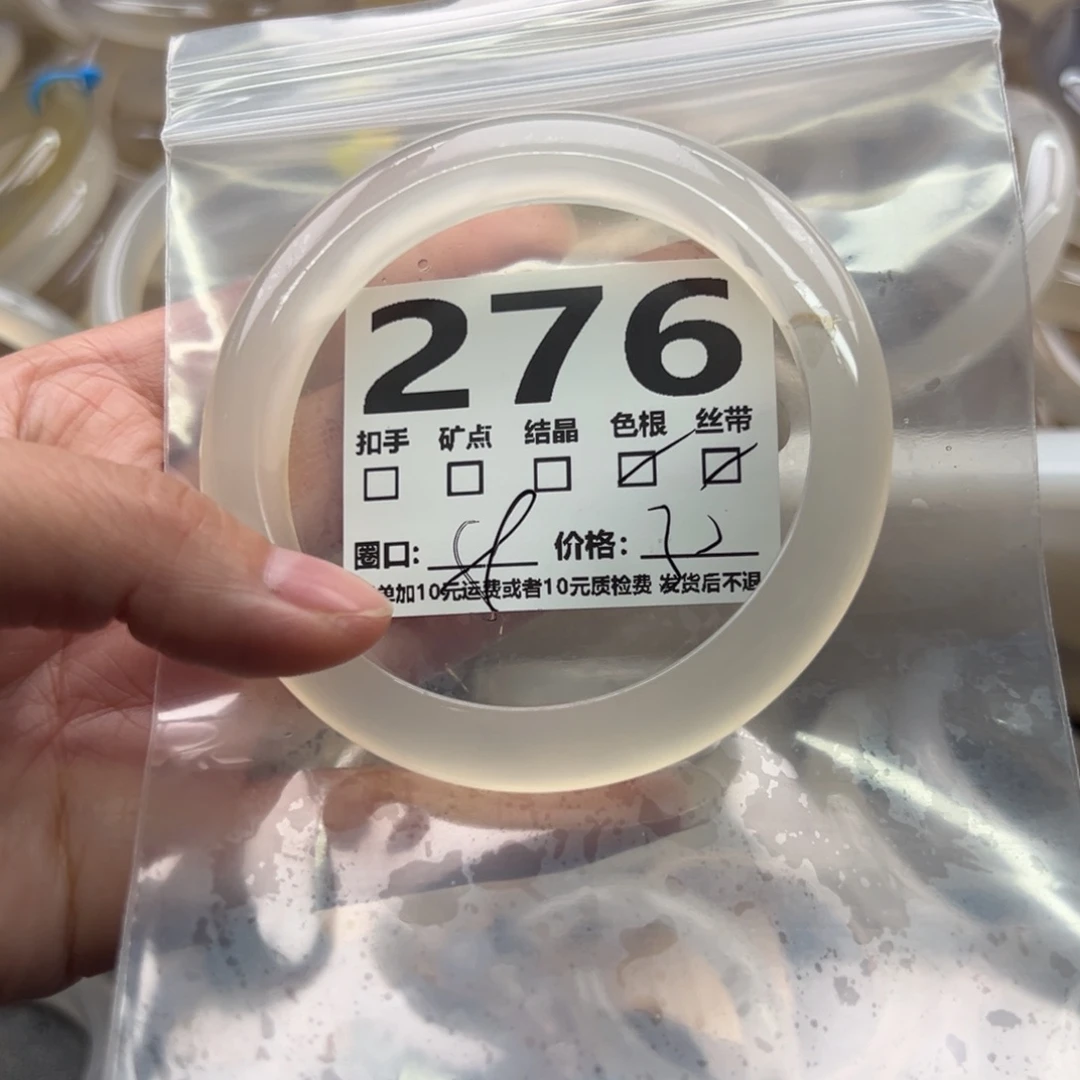 276
扣手 矿点 结晶 色根 丝带
圈口: 价格:
单加10元运费或者10元质检费 发货后不退